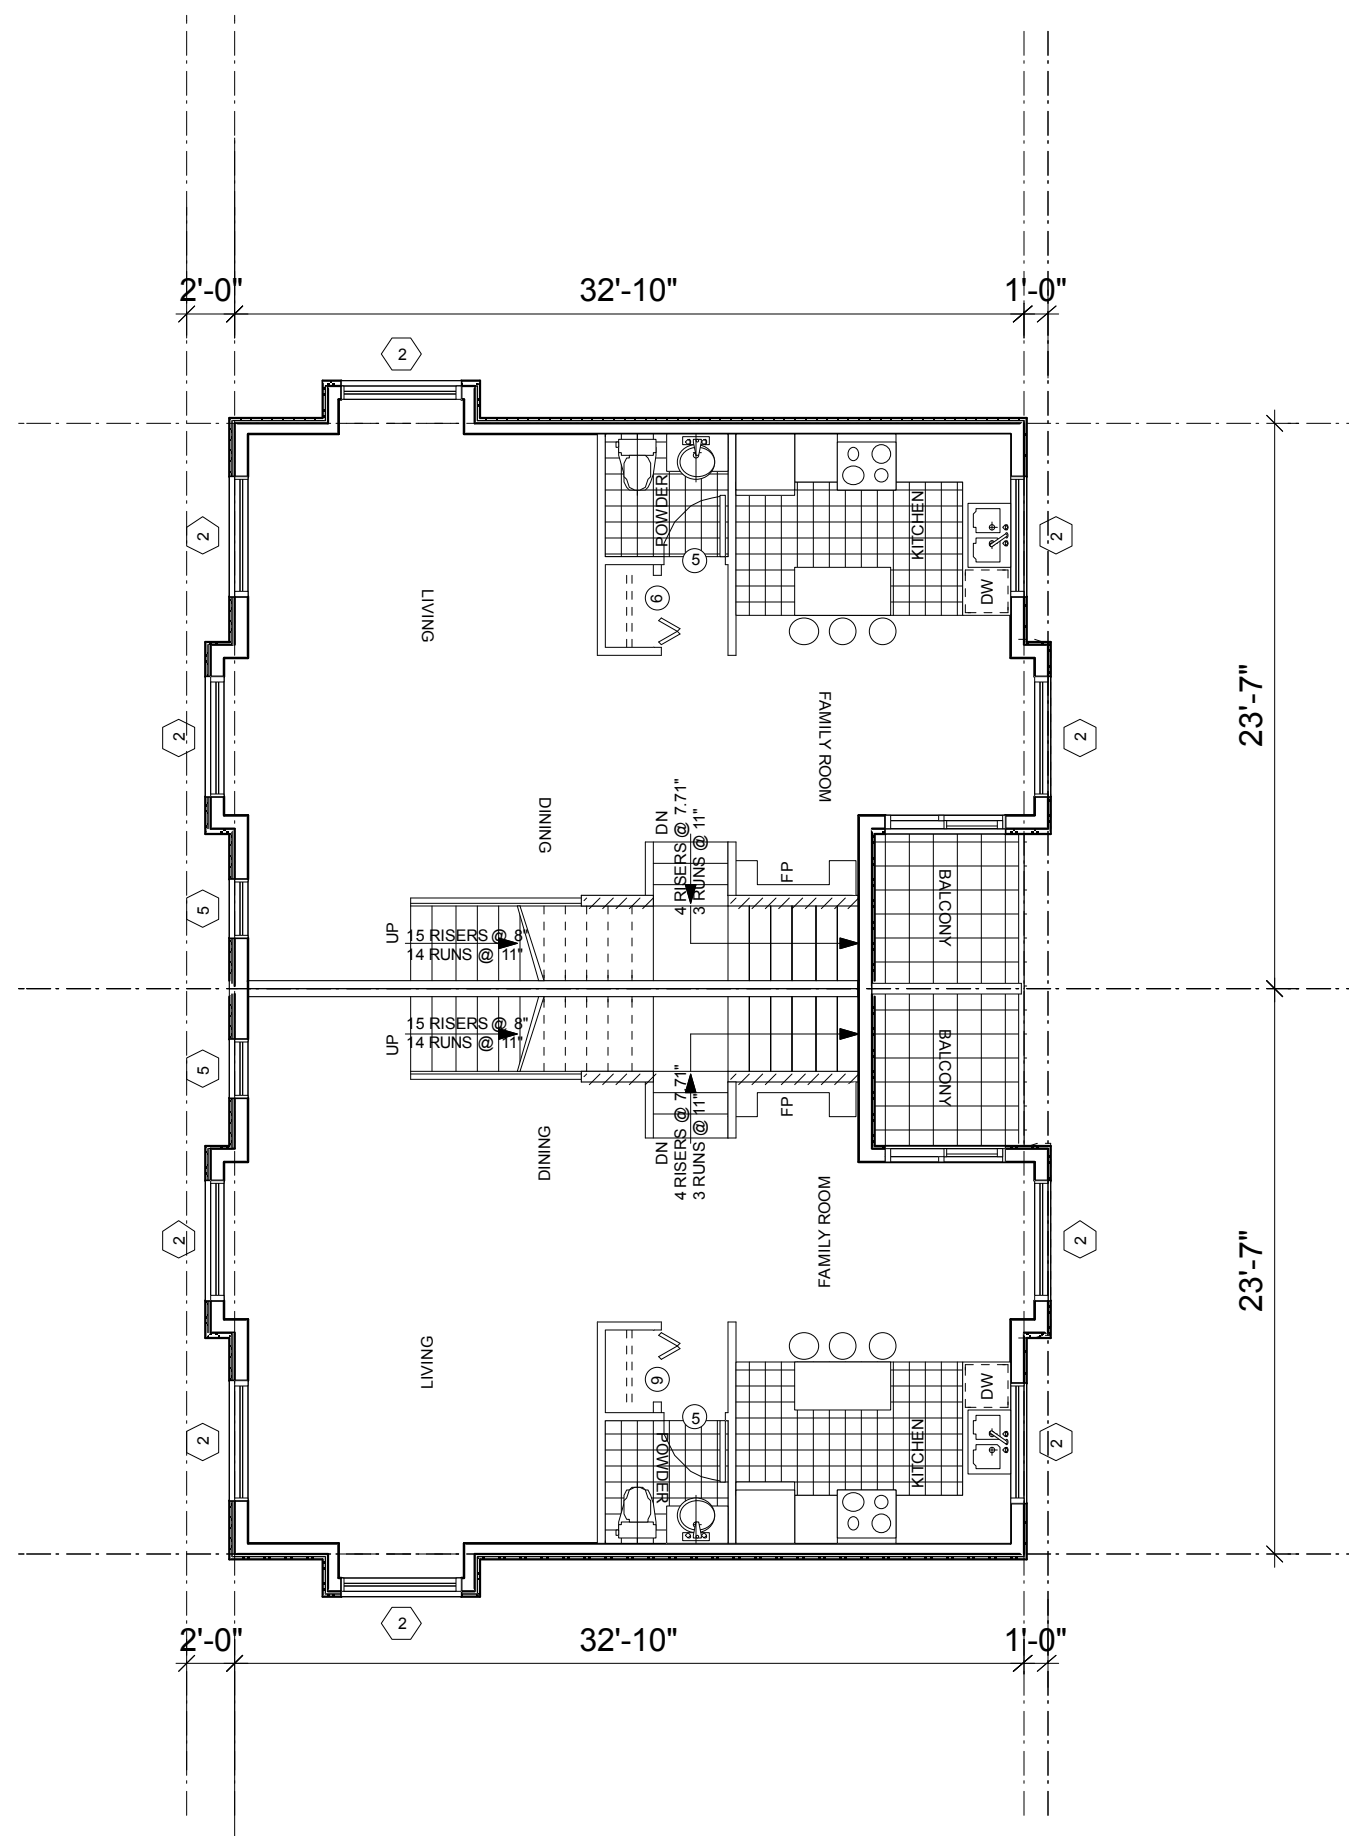 2'-0" 32'-10" 1'-0"
2
2
2
POWDER
KITCHEN
5
DW
6
LIVING
23'-7"
FAMILY ROOM
2
2
DINING
DN
4 RISERS @ 7.71"
3 RUNS @ 11"
FP
BALCONY
5
UP
15 RISERS @ 8"
14 RUNS @ 11"
15 RISERS @ 8"
14 RUNS @ 11"
UP
5
BALCONY
FP
DN
4 RISERS @ 7.71"
3 RUNS @ 11"
DINING
FAMILY ROOM
2
2
23'-7"
LIVING
6
DW
5
2
2
POWDER
KITCHEN
2
2'-0" 32'-10" 1'-0"